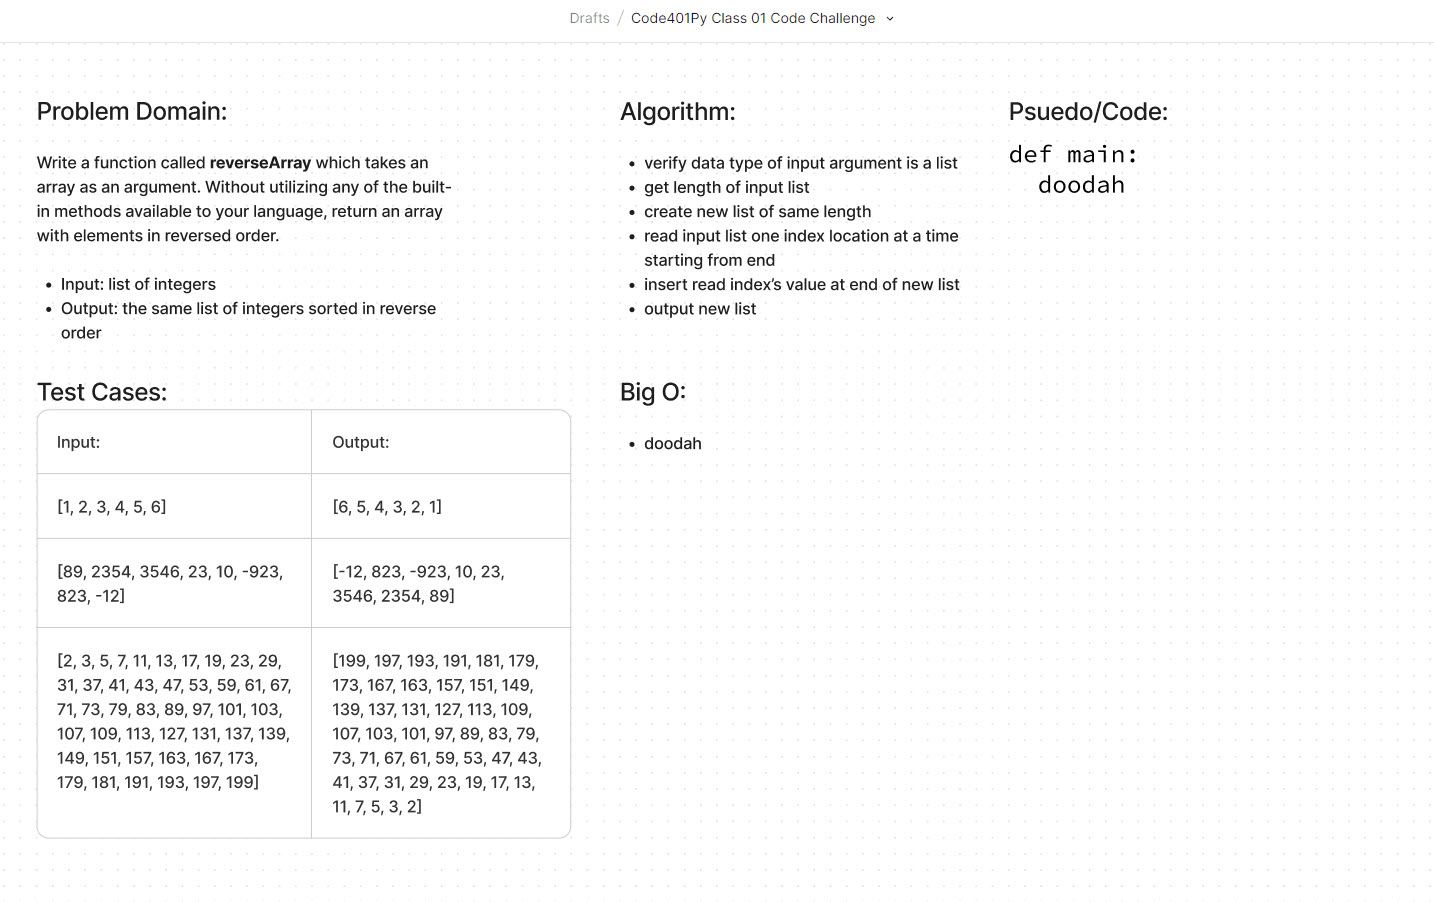 Drafts / Code401Py Class 01 Code Challenge
Problem Domain:
Write a function called reverseArray which takes an
array as an argument. Without utilizing any of the built-
in methods available to your language, return an array
with elements in reversed order.
• Input: list of integers
• Output: the same list of integers sorted in reverse
order
Algorithm:
• verify data type of input argument is a list
• get length of input list
• create new list of same length
• read input list one index location at a time
starting from end
• insert read index’s value at end of new list
• output new list
Psuedo/Code:
def main:
  doodah
Test Cases:
Input: Output:
[1, 2, 3, 4, 5, 6] [6, 5, 4, 3, 2, 1]
[89, 2354, 3546, 23, 10, -923,
823, -12]
[-12, 823, -923, 10, 23,
3546, 2354, 89]
[2, 3, 5, 7, 11, 13, 17, 19, 23, 29,
31, 37, 41, 43, 47, 53, 59, 61, 67,
71, 73, 79, 83, 89, 97, 101, 103,
107, 109, 113, 127, 131, 137, 139,
149, 151, 157, 163, 167, 173,
179, 181, 191, 193, 197, 199]
[199, 197, 193, 191, 181, 179,
173, 167, 163, 157, 151, 149,
139, 137, 131, 127, 113, 109,
107, 103, 101, 97, 89, 83, 79,
73, 71, 67, 61, 59, 53, 47, 43,
41, 37, 31, 29, 23, 19, 17, 13,
11, 7, 5, 3, 2]
Big O:
• doodah